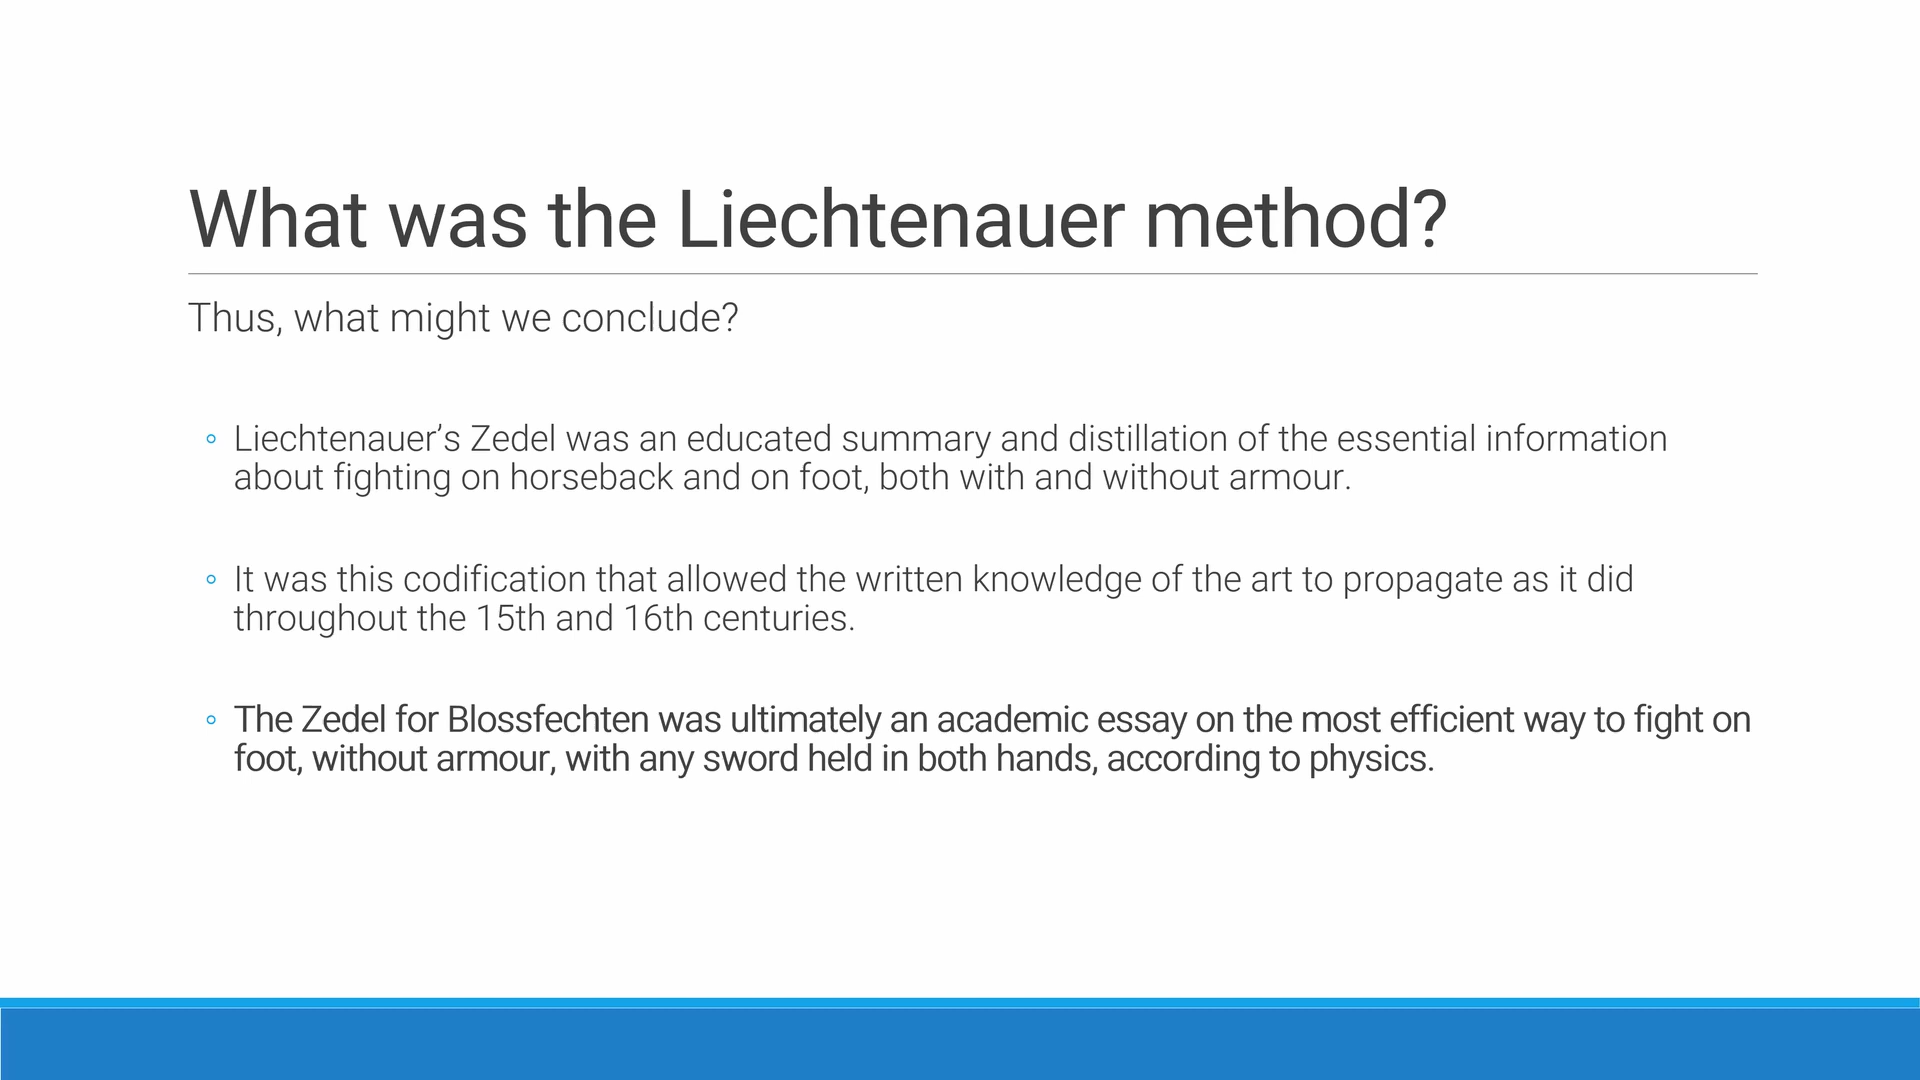 What was the Liechtenauer method?
Thus, what might we conclude?
◦ Liechtenauer’s Zedel was an educated summary and distillation of the essential information
about fighting on horseback and on foot, both with and without armour.
◦ It was this codification that allowed the written knowledge of the art to propagate as it did
throughout the 15th and 16th centuries.
◦ The Zedel for Blossfechten was ultimately an academic essay on the most efficient way to fight on
foot, without armour, with any sword held in both hands, according to physics.